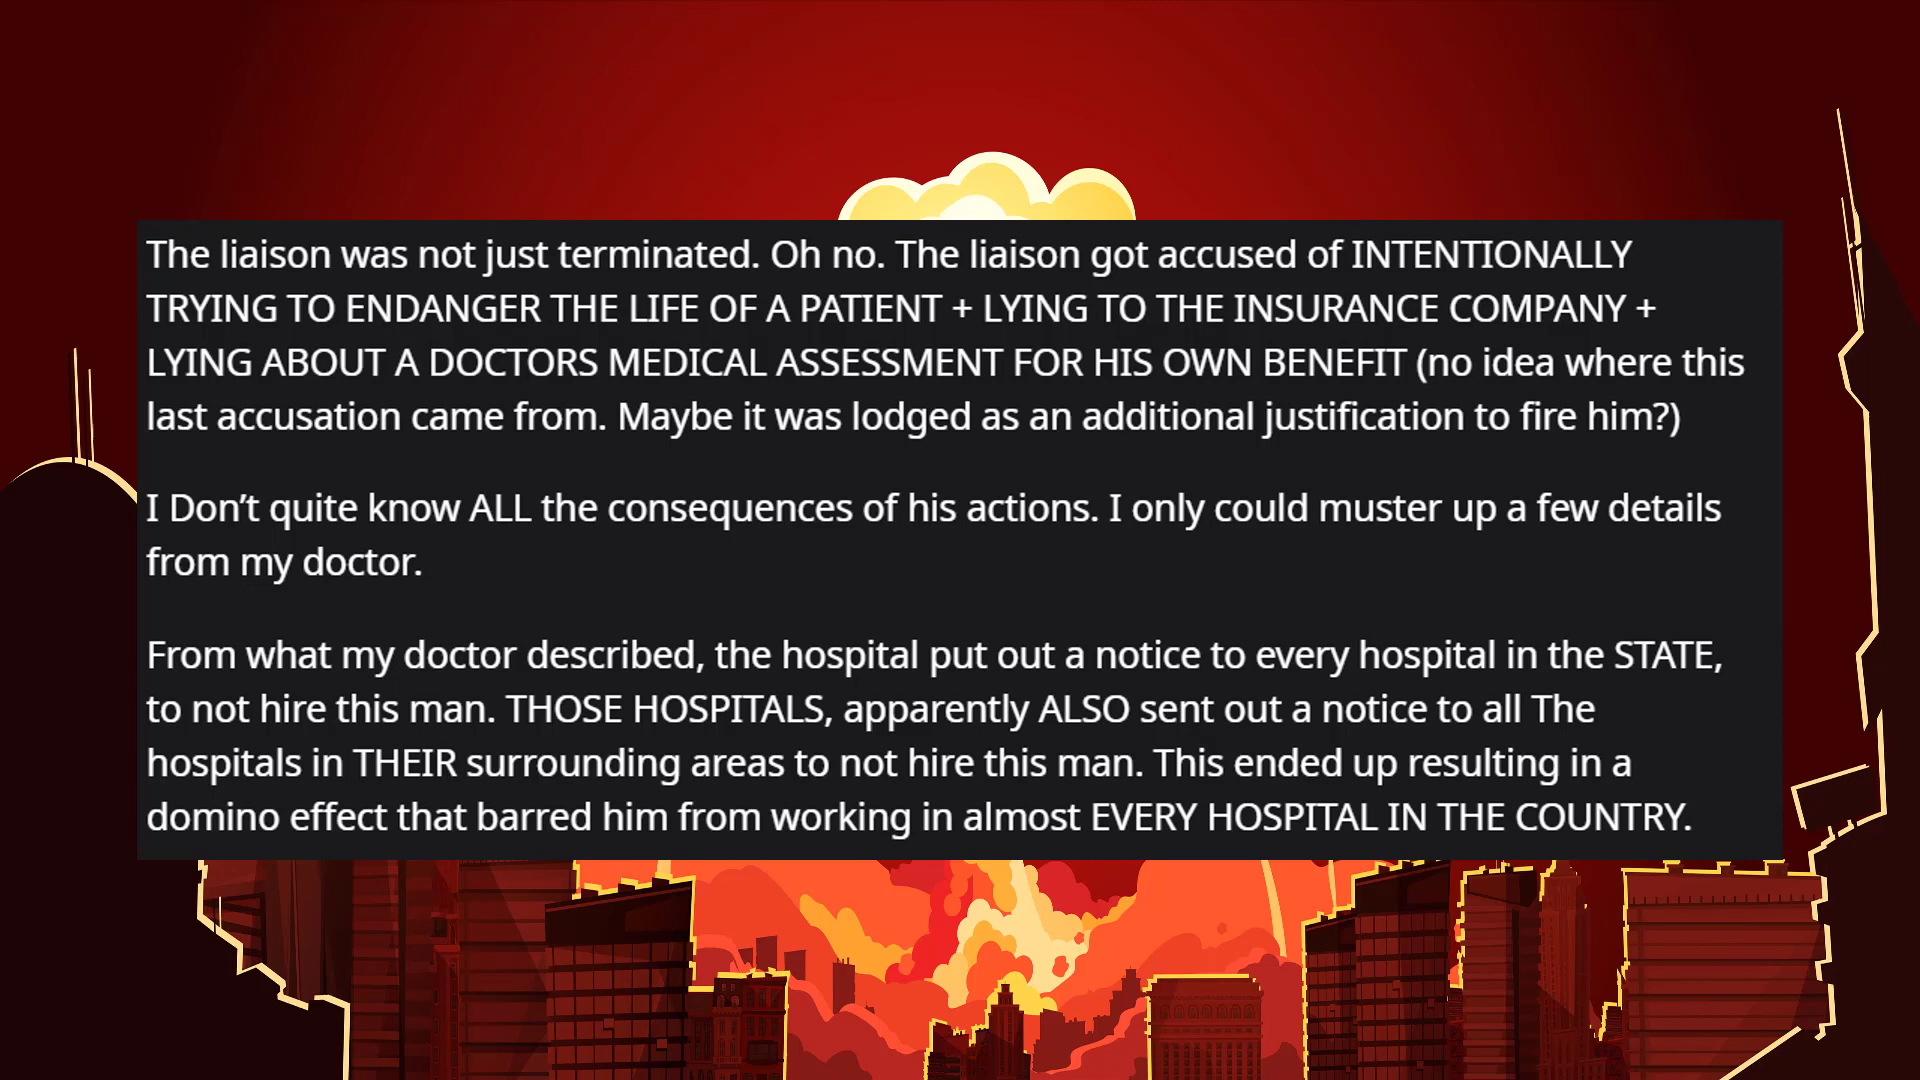 The liaison was not just terminated. Oh no. The liaison got accused of INTENTIONALLY
TRYING TO ENDANGER THE LIFE OF A PATIENT + LYING TO THE INSURANCE COMPANY +
LYING ABOUT A DOCTORS MEDICAL ASSESSMENT FOR HIS OWN BENEFIT (no idea where this
last accusation came from. Maybe it was lodged as an additional justification to fire him?)
I Don’t quite know ALL the consequences of his actions. I only could muster up a few details
from my doctor.
From what my doctor described, the hospital put out a notice to every hospital in the STATE,
to not hire this man. THOSE HOSPITALS, apparently ALSO sent out a notice to all The
hospitals in THEIR surrounding areas to not hire this man. This ended up resulting in a
domino effect that barred him from working in almost EVERY HOSPITAL IN THE COUNTRY.